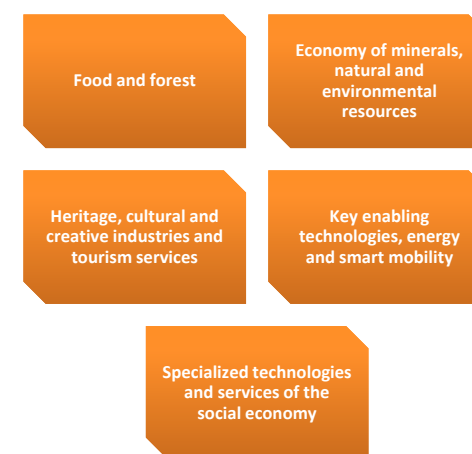 Food and forest
Economy of minerals,
natural and
environmental
resources
Heritage, cultural and
creative industries and
tourism services
Key enabling
technologies, energy
and smart mobility
Specialized technologies
and services of the
social economy